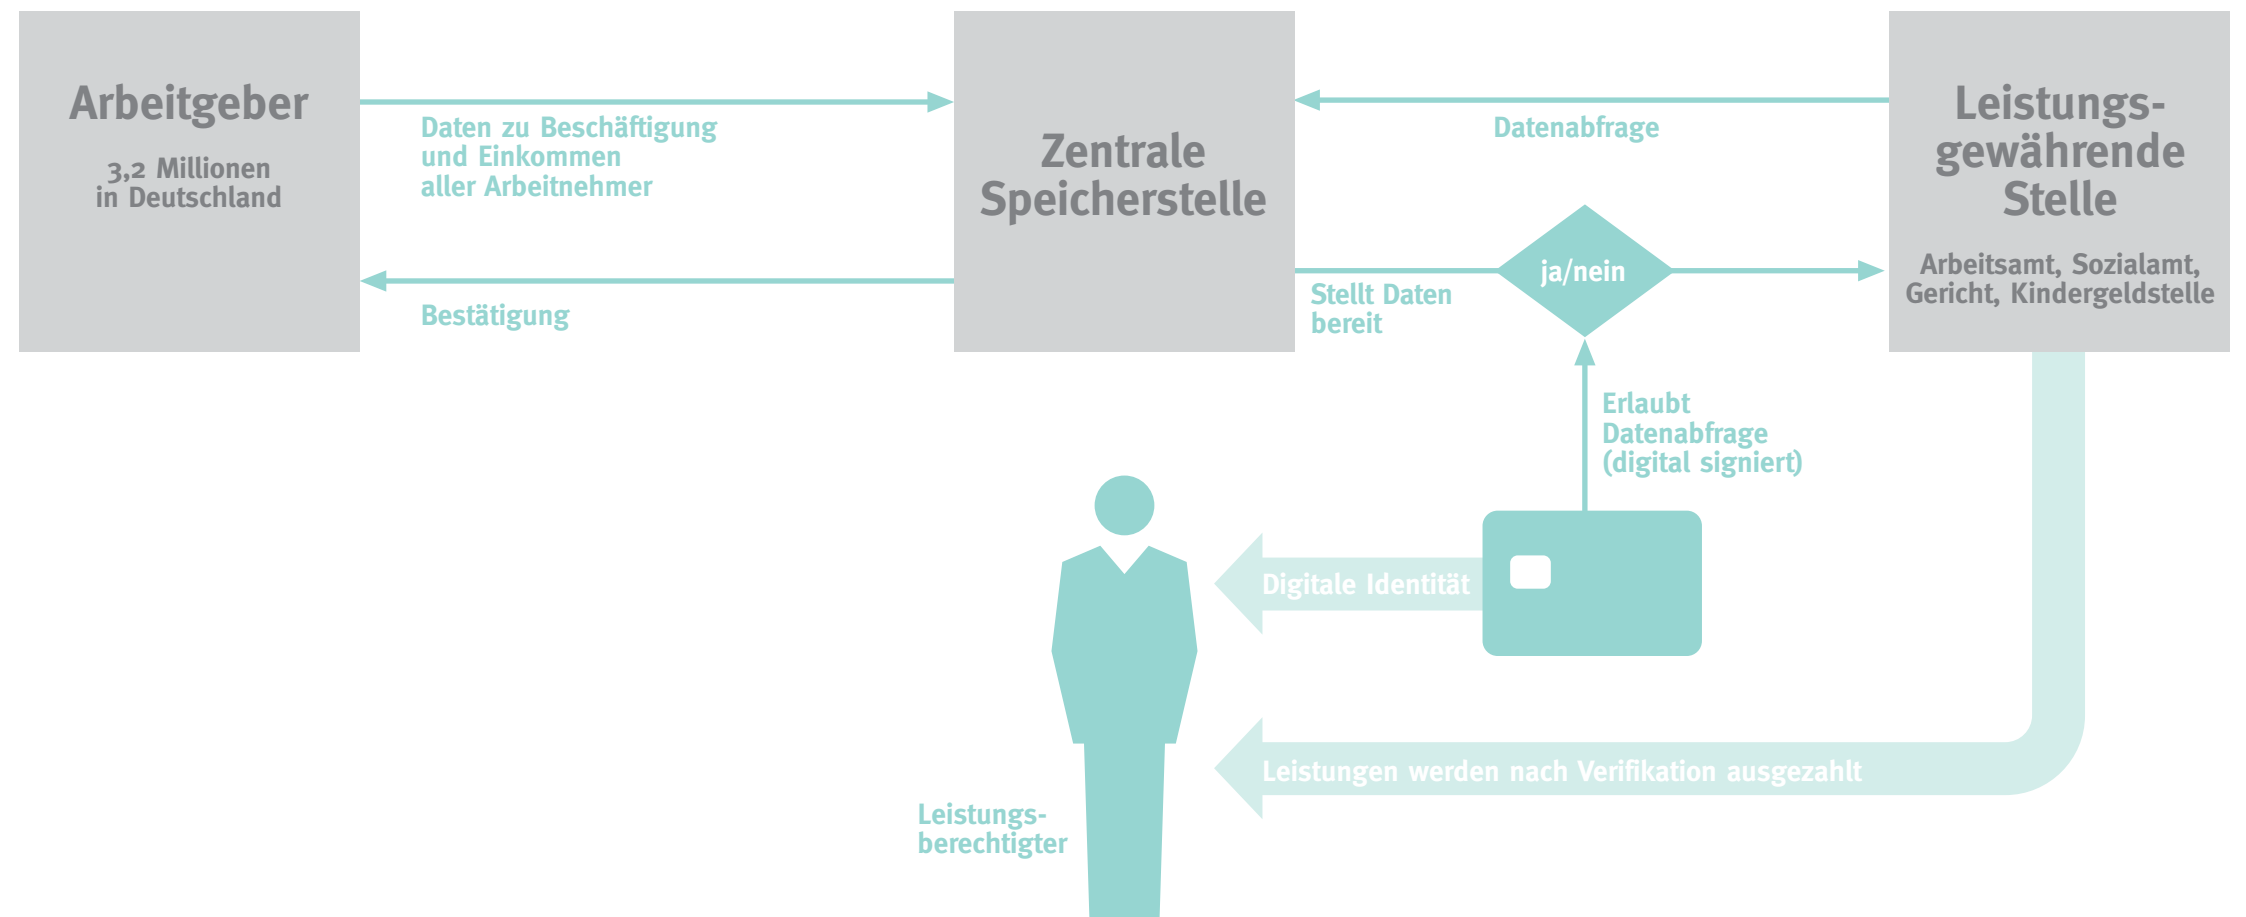 Arbeitgeber
3,2 Millionen
in Deutschland
Daten zu Beschäftigung
und Einkommen
aller Arbeitnehmer
Bestätigung
Zentrale
Speicherstelle
Datenabfrage
Stellt Daten
bereit
ja/nein
Leistungs-
gewährende
Stelle
Arbeitsamt, Sozialamt,
Gericht, Kindergeldstelle
Erlaubt
Datenabfrage
(digital signiert)
Digitale Identität
Leistungen werden nach Verifikation ausgezahlt
Leistungs-
berechtigter